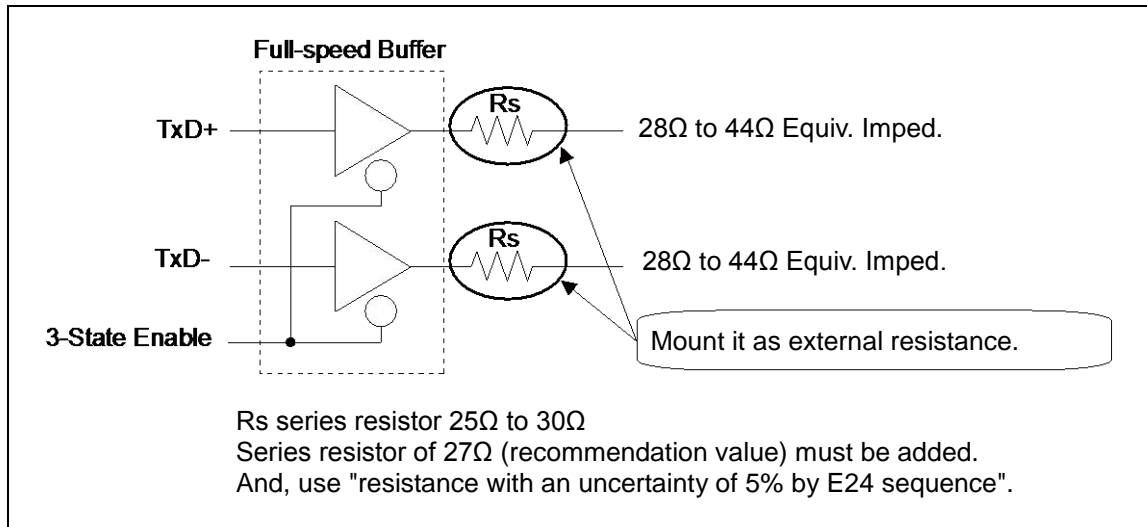 Full-speed Buffer
Rs
TxD+
28Ω to 44Ω Equiv. Imped.
Rs
TxD-
28Ω to 44Ω Equiv. Imped.
3-State Enable
Mount it as external resistance.
Rs series resistor 25Ω to 30Ω
Series resistor of 27Ω (recommendation value) must be added.
And, use "resistance with an uncertainty of 5% by E24 sequence".